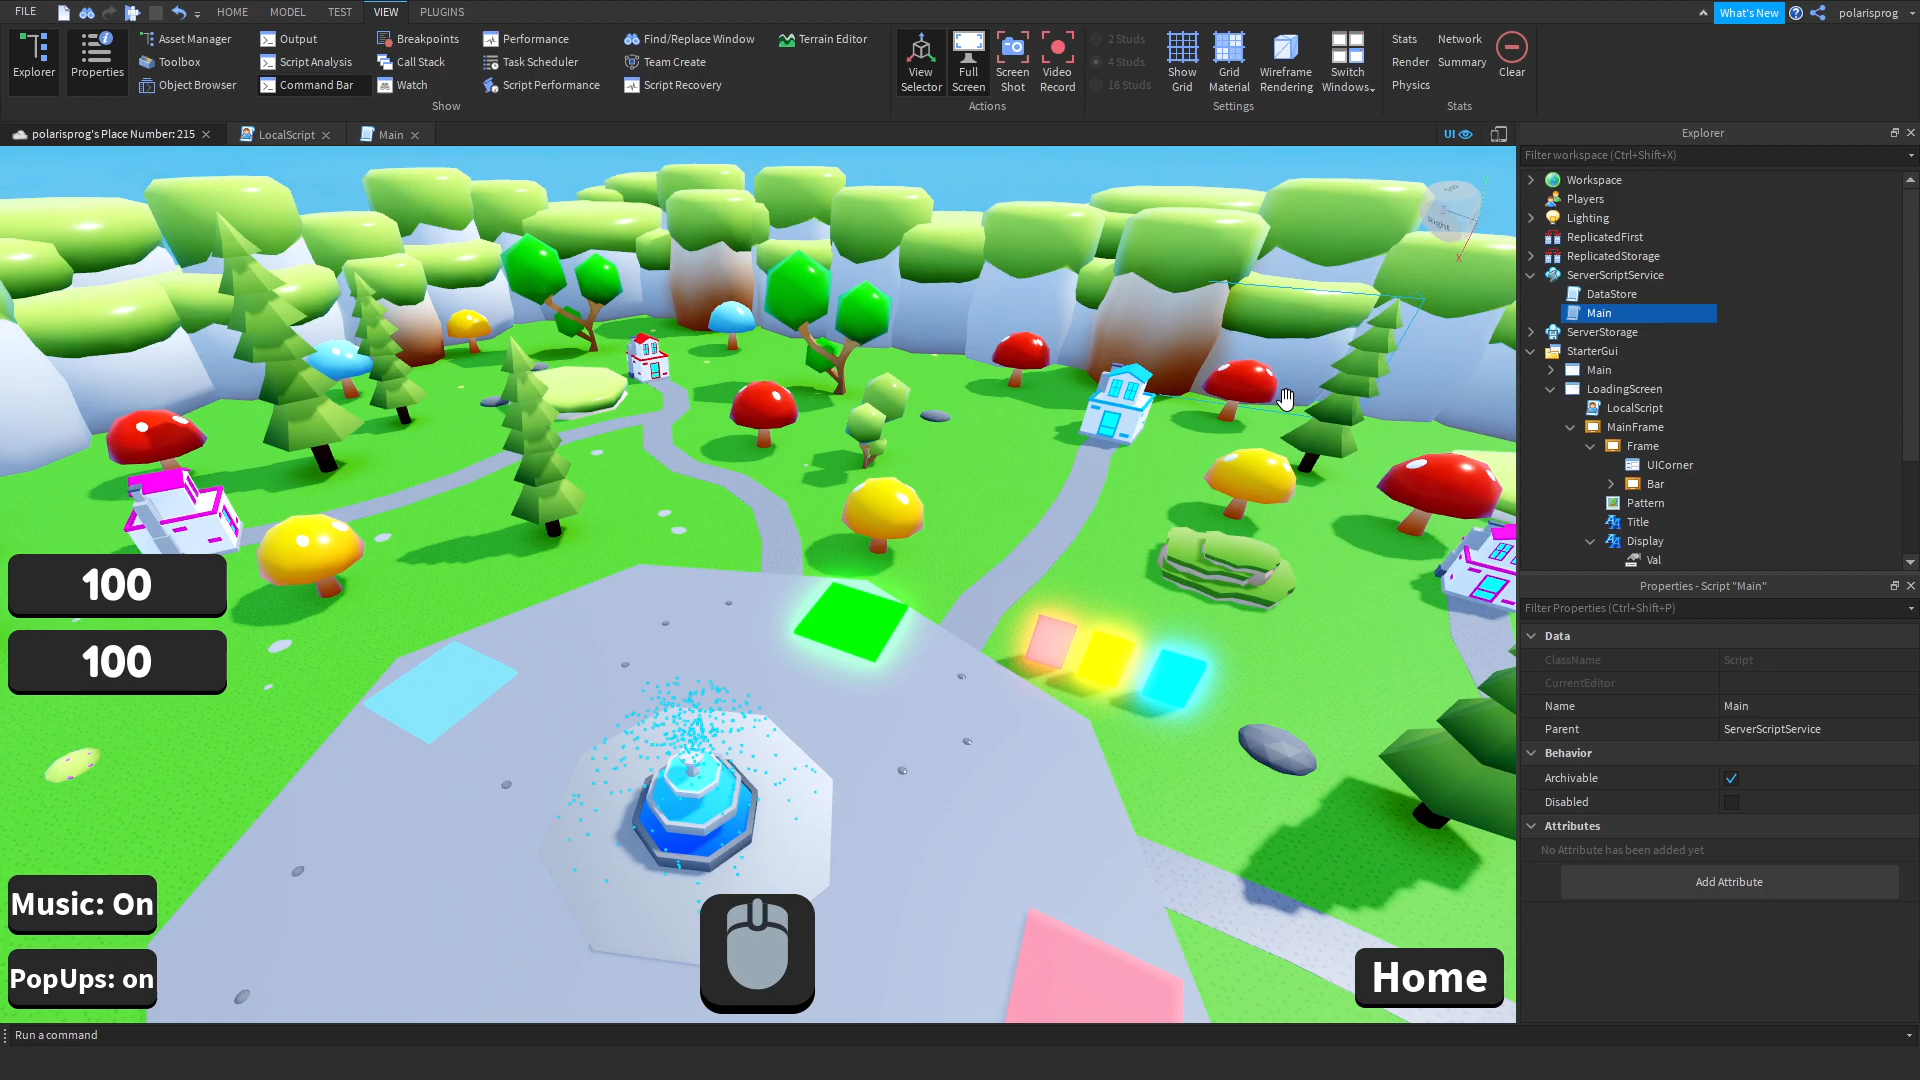 FILE HOME MODEL TEST VIEW PLUGINS What's New polarisprog
Explorer Properties Asset Manager Toolbox Object Browser
Output Script Analysis Command Bar
Breakpoints Call Stack Watch
Performance Task Scheduler Script Performance
Find/Replace Window Team Create Script Recovery
Terrain Editor
Show
View Selector Full Screen Screen Shot Video Record
Actions
2 Studs
4 Studs
16 Studs
Show Grid Grid Material Wireframe Rendering Switch Windows
Settings
Stats Network
Render Summary
Physics
Clear
Stats
polarisprog's Place Number: 215 LocalScript Main UI
Top
Right
Z
X
100
100
Music: On
PopUps: on
Home
Run a command
Explorer
Filter workspace (Ctrl+Shift+X)
Workspace
Players
Lighting
ReplicatedFirst
ReplicatedStorage
ServerScriptService
DataStore
Main
ServerStorage
StarterGui
Main
LoadingScreen
LocalScript
MainFrame
Frame
UICorner
Bar
Pattern
Title
Display
Val
Properties - Script "Main"
Filter Properties (Ctrl+Shift+P)
Data
ClassName Script
CurrentEditor
Name Main
Parent ServerScriptService
Behavior
Archivable
Disabled
Attributes
No Attribute has been added yet
Add Attribute